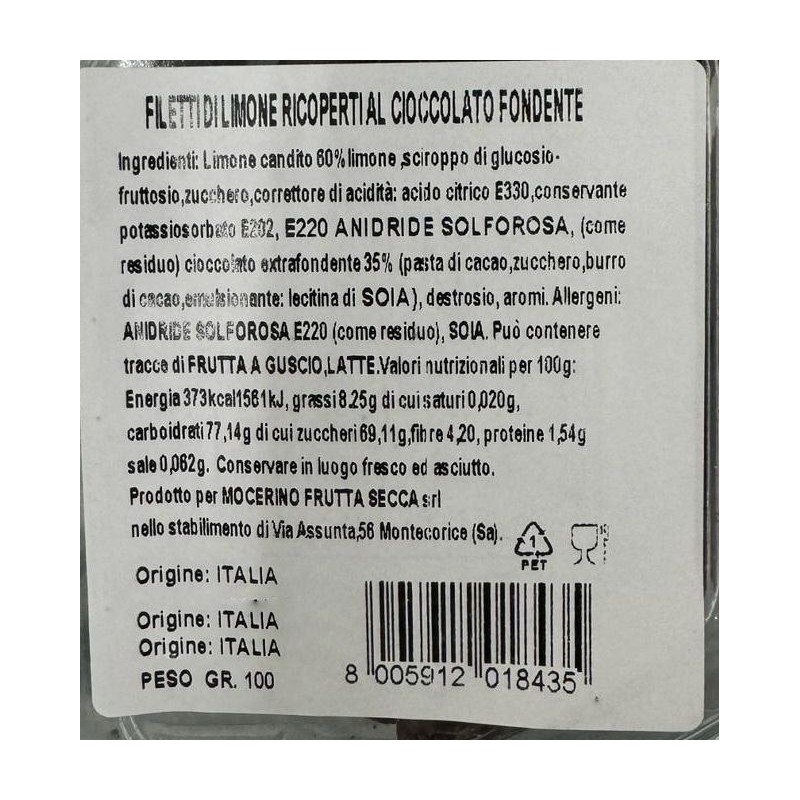 FILETTI DI LIMONE RICOPERTI AL CIOCCOLATO FONDENTE
Ingredienti: Limone candito 60% limone ,sciroppo di glucosio-
fruttosio,zucchero,correttore di acidità: acido citrico E330,conservante
potassiosorbato E202, E220 ANIDRIDE SOLFOROSA, (come
residuo) cioccolato extrafondente 35% (pasta di cacao,zucchero,burro
di cacao,emulsionante: lecitina di SOIA), destrosio, aromi. Allergeni:
ANIDRIDE SOLFOROSA E220 (come residuo), SOIA. Può contenere
tracce di FRUTTA A GUSCIO,LATTE.Valori nutrizionali per 100g:
Energia 373kcal1561kJ, grassi 8.25g di cui saturi 0,020g,
carboidrati 77,14g di cui zuccheri 69,11g,fibre 4,20, proteine 1,54g
sale 0,062g. Conservare in luogo fresco ed asciutto.
Prodotto per MOCERINO FRUTTA SECCA srl
nello stabilimento di Via Assunta,56 Montecorice (Sa).
1
PET
Origine: ITALIA
Origine: ITALIA
Origine: ITALIA
PESO GR. 100
8 005912 018435